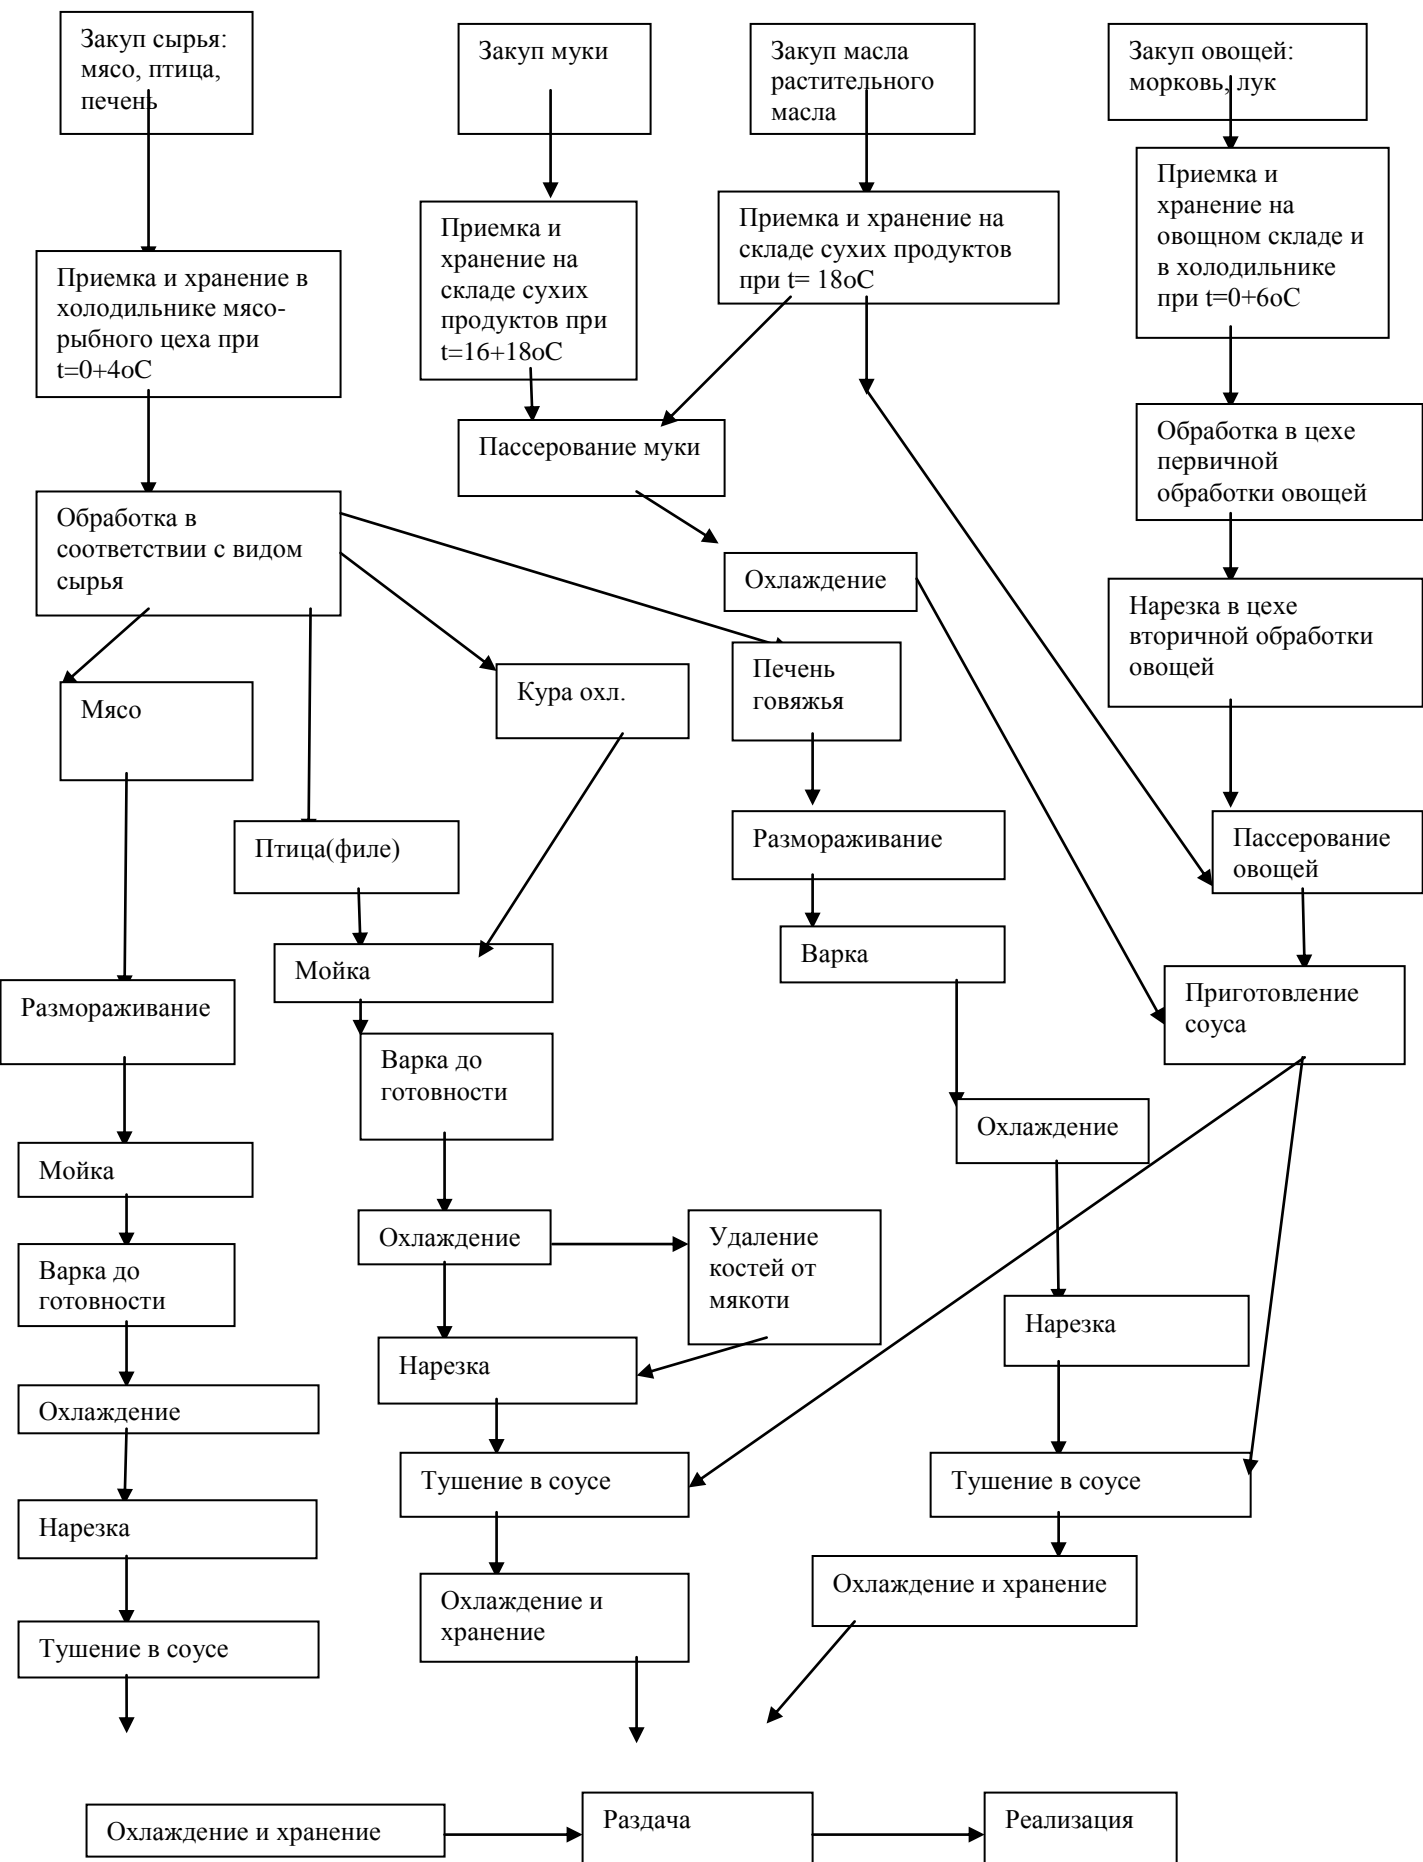 Закуп сырья:
мясо, птица,
печень
Закуп муки
Закуп масла
растительного
масла
Закуп овощей:
морковь, лук
Приемка и
хранение на
овощном складе и
в холодильнике
при t=0+6оС
Приемка и хранение на
складе сухих продуктов
при t= 18оС
Приемка и
хранение на
складе сухих
продуктов при
t=16+18оС
Приемка и хранение в
холодильнике мясо-
рыбного цеха при
t=0+4оС
Пассерование муки
Обработка в цехе
первичной
обработки овощей
Обработка в
соответствии с видом
сырья
Охлаждение
Нарезка в цехе
вторичной обработки
овощей
Мясо
Кура охл.
Печень
говяжья
Птица(филе)
Размораживание
Пассерование
овощей
Мойка
Варка
Размораживание
Приготовление
соуса
Варка до
готовности
Охлаждение
Мойка
Охлаждение
Удаление
костей от
мякоти
Варка до
готовности
Нарезка
Нарезка
Охлаждение
Тушение в соусе
Тушение в соусе
Нарезка
Охлаждение и
хранение
Охлаждение и хранение
Тушение в соусе
Охлаждение и хранение
Раздача
Реализация